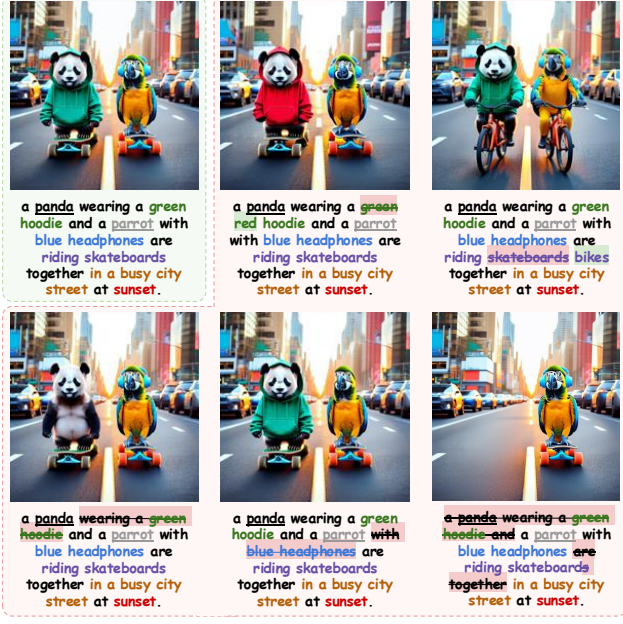 a panda wearing a green
hoodie and a parrot with
blue headphones are
riding skateboards
together in a busy city
street at sunset.
a panda wearing a green
red hoodie and a parrot
with blue headphones are
riding skateboards
together in a busy city
street at sunset.
a panda wearing a green
hoodie and a parrot with
blue headphones are
riding skateboards bikes
together in a busy city
street at sunset.
a panda wearing a green
hoodie and a parrot with
blue headphones are
riding skateboards
together in a busy city
street at sunset.
a panda wearing a green
hoodie and a parrot with
blue headphones are
riding skateboards
together in a busy city
street at sunset.
a panda wearing a green
hoodie and a parrot with
blue headphones are
riding skateboards
together in a busy city
street at sunset.